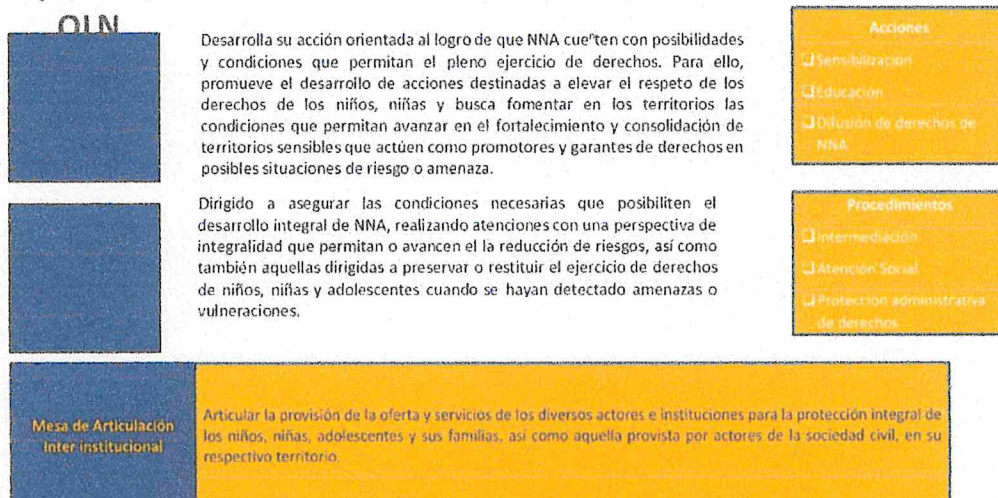 OLN
Desarrolla su acción orientada al logro de que NNA cuenten con posibilidades
y condiciones que permitan el pleno ejercicio de derechos. Para ello,
promueve el desarrollo de acciones destinadas a elevar el respeto de los
derechos de los niños, niñas y busca fomentar en los territorios las
condiciones que permitan avanzar en el fortalecimiento y consolidación de
territorios sensibles que actúen como promotores y garantes de derechos en
posibles situaciones de riesgo o amenaza.
Acciones
❑Sensibilización
❑Educación
❑Difusión de derechos de
NNA
Dirigido a asegurar las condiciones necesarias que posibiliten el
desarrollo integral de NNA, realizando atenciones con una perspectiva de
integralidad que permitan o avancen el la reducción de riesgos, así como
también aquellas dirigidas a preservar o restituir el ejercicio de derechos
de niños, niñas y adolescentes cuando se hayan detectado amenazas o
vulneraciones.
Procedimientos
❑Intermediación
❑Atención Social
❑Protección administrativa
de derechos
Mesa de Articulación
Inter institucional
Articular la provisión de la oferta y servicios de los diversos actores e instituciones para la protección integral de
los niños, niñas, adolescentes y sus familias, así como aquella provista por actores de la sociedad civil, en su
respectivo territorio.